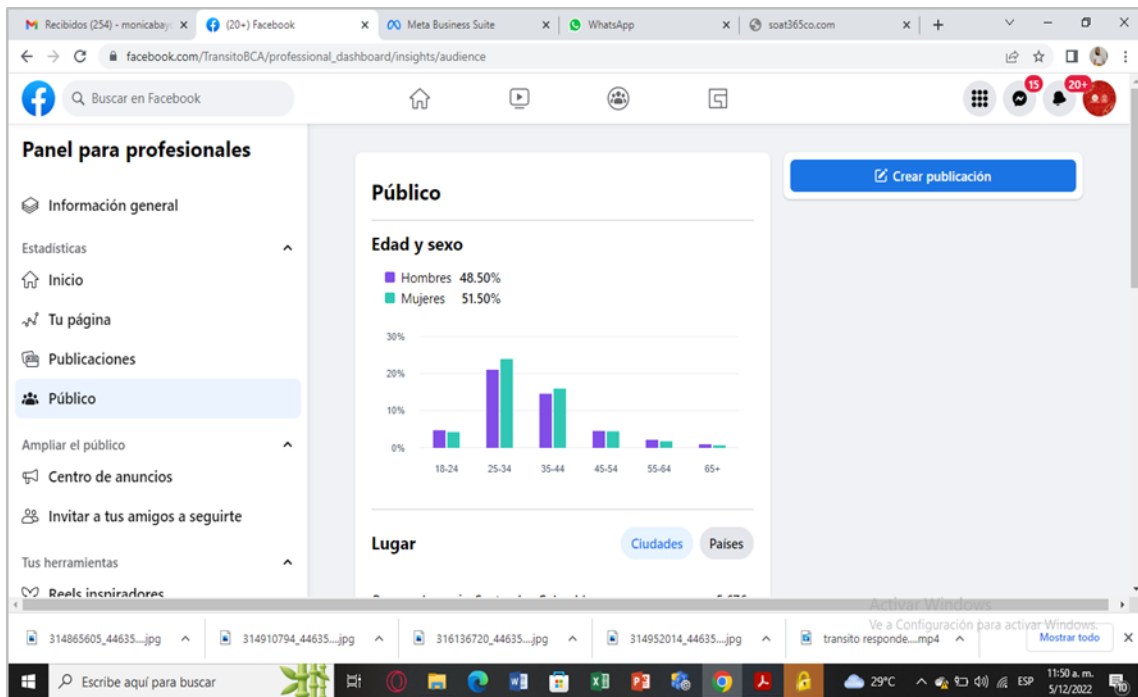 Recibidos (254) - monicabay
(20+) Facebook
Meta Business Suite
WhatsApp
soat365co.com
facebook.com/TransitoBCA/professional_dashboard/insights/audience
Buscar en Facebook
15
20+
Panel para profesionales
Información general
Estadísticas
Inicio
Tu página
Publicaciones
Público
Ampliar el público
Centro de anuncios
Invitar a tus amigos a seguirte
Tus herramientas
Reels inspiradores
Público
Edad y sexo
Hombres 48.50%
Mujeres 51.50%
30%
20%
10%
0%
18-24 25-34 35-44 45-54 55-64 65+
Lugar
Ciudades
Países
Crear publicación
Activar Windows
Ve a Configuración para activar Windows.
314865605_44635....jpg
314910794_44635....jpg
316136720_44635....jpg
314952014_44635....jpg
transito responde....mp4
Mostrar todo
Escribe aquí para buscar
29°C
ESP
11:50 a. m.
5/12/2022